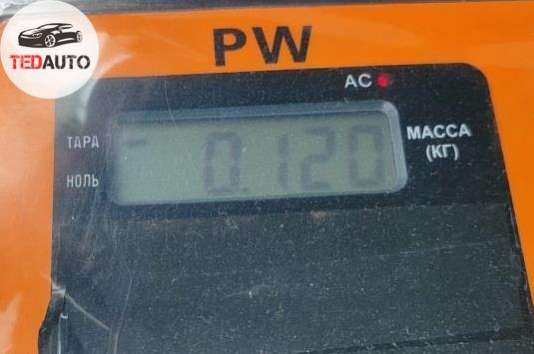 TEDAUTO
PW
AC
ТАРА
0.120
МАССА
(КГ)
НОЛЬ